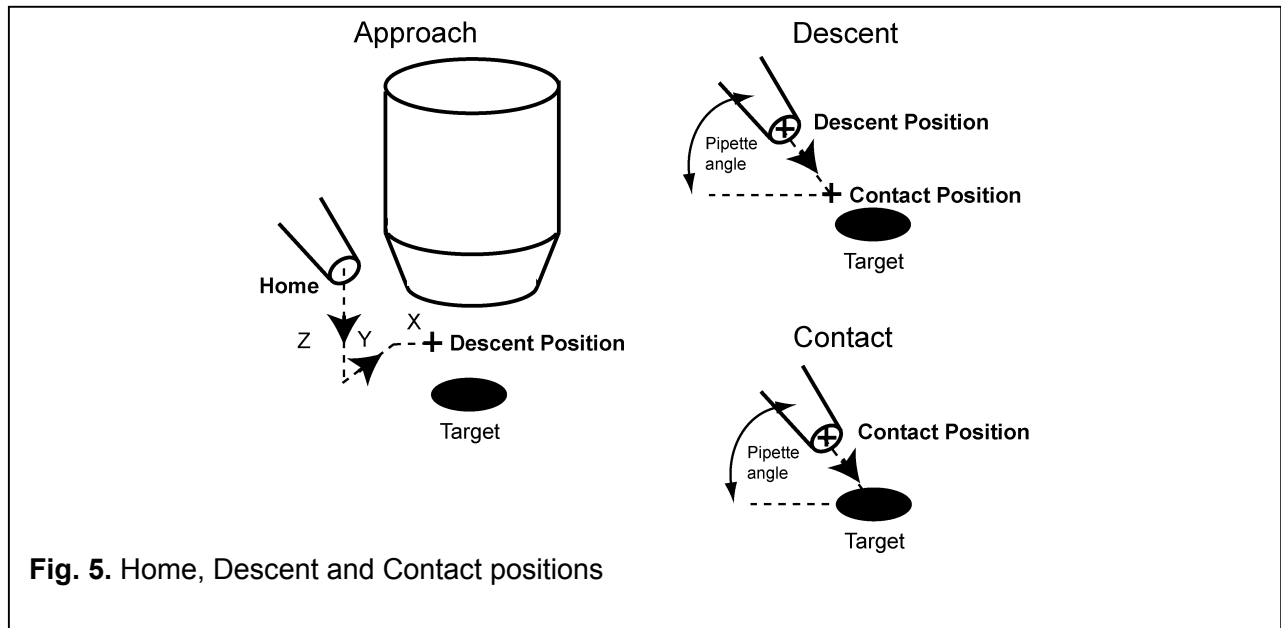 Approach
Home
Z
Y
X
Descent Position
Target
Descent
Pipette
angle
Descent Position
Contact Position
Target
Contact
Pipette
angle
Contact Position
Target
Fig. 5. Home, Descent and Contact positions